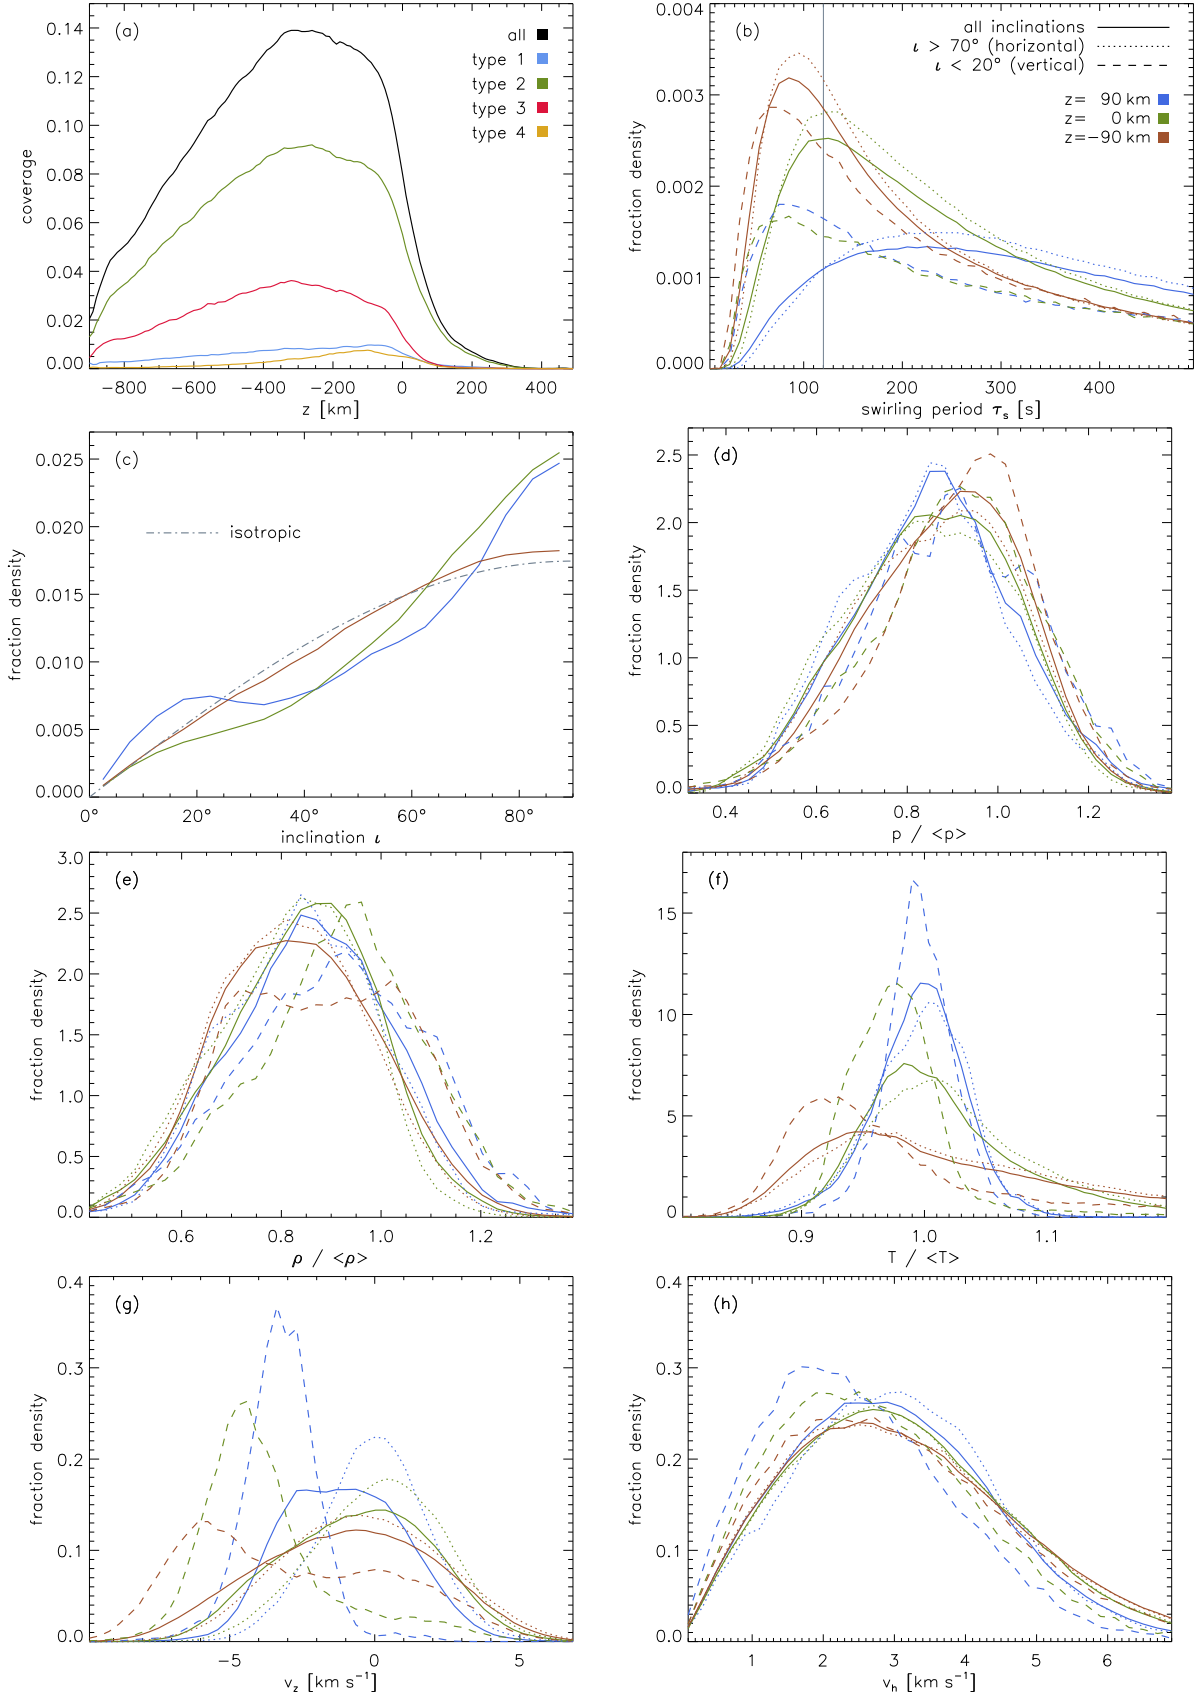 (a)
all
type 1
type 2
type 3
type 4
coverage
0.14
0.12
0.10
0.08
0.06
0.04
0.02
0.00
−800 −600 −400 −200 0 200 400
z [km]
(b)
all inclinations
ι > 70° (horizontal)
ι < 20° (vertical)
z= 90 km
z= 0 km
z=−90 km
fraction density
0.004
0.003
0.002
0.001
0.000
100 200 300 400
swirling period τs [s]
(c)
isotropic
fraction density
0.025
0.020
0.015
0.010
0.005
0.000
0° 20° 40° 60° 80°
inclination ι
(d)
fraction density
2.5
2.0
1.5
1.0
0.5
0.0
0.4 0.6 0.8 1.0 1.2
p / <p>
(e)
fraction density
3.0
2.5
2.0
1.5
1.0
0.5
0.0
0.6 0.8 1.0 1.2
ρ / <ρ>
(f)
fraction density
15
10
5
0
0.9 1.0 1.1
T / <T>
(g)
fraction density
0.4
0.3
0.2
0.1
0.0
−5 0 5
vz [km s⁻¹]
(h)
fraction density
0.4
0.3
0.2
0.1
0.0
1 2 3 4 5 6
vh [km s⁻¹]